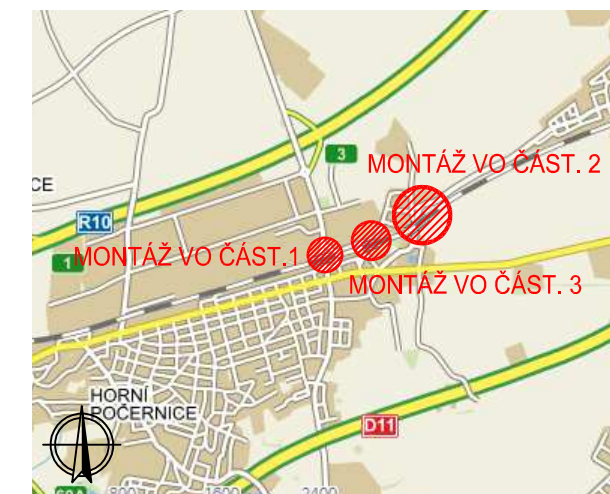 3
MONTÁŽ VO ČÁST. 2
CE
R10
1
MONTÁŽ VO ČÁST.1
MONTÁŽ VO ČÁST. 3
HORNÍ
POČERNICE
D11
800
1600
2400